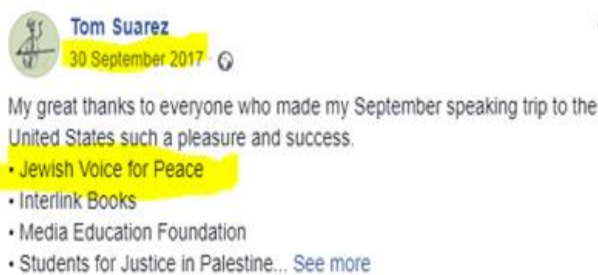 Tom Suarez
30 September 2017 ·
My great thanks to everyone who made my September speaking trip to the
United States such a pleasure and success.
• Jewish Voice for Peace
• Interlink Books
• Media Education Foundation
• Students for Justice in Palestine... See more